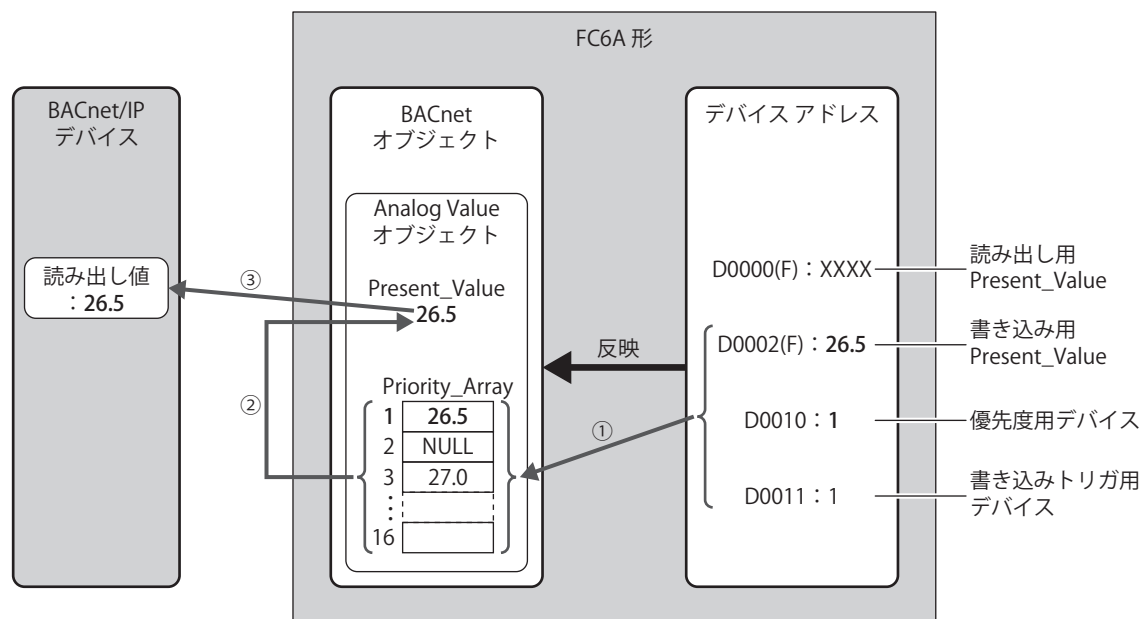 FC6A 形
BACnet/IP
デバイス
読み出し値
：26.5
③
②
BACnet
オブジェクト
Analog Value
オブジェクト
Present_Value
26.5
Priority_Array
1 26.5
2 NULL
3 27.0
⋮
16
反映
①
デバイス アドレス
D0000(F)：XXXX
D0002(F)：26.5
D0010：1
D0011：1
読み出し用
Present_Value
書き込み用
Present_Value
優先度用デバイス
書き込みトリガ用
デバイス